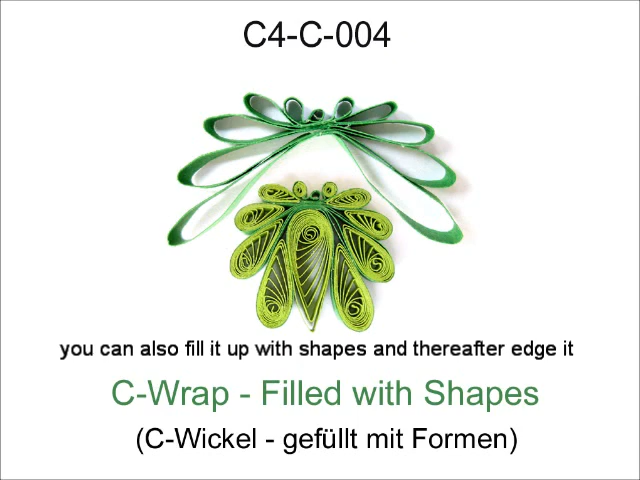 C4-C-004
you can also fill it up with shapes and thereafter edge it
C-Wrap - Filled with Shapes
(C-Wickel - gefüllt mit Formen)